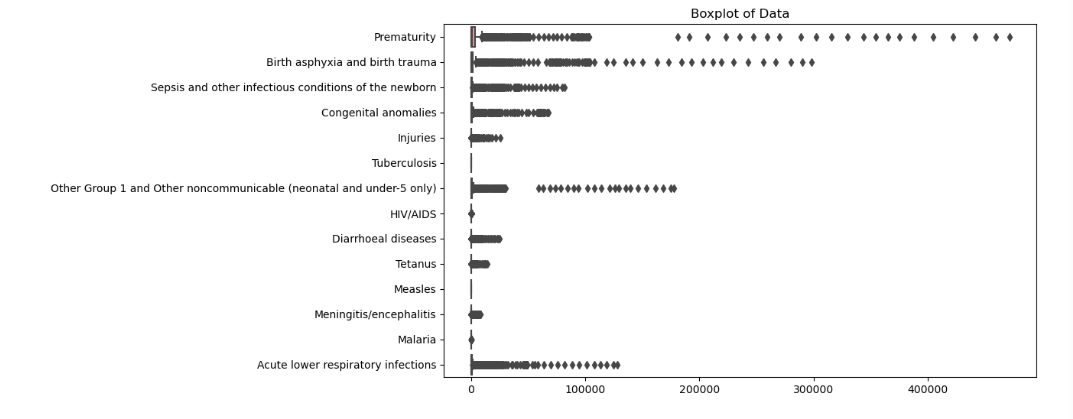 Boxplot of Data
Prematurity
Birth asphyxia and birth trauma
Sepsis and other infectious conditions of the newborn
Congenital anomalies
Injuries
Tuberculosis
Other Group 1 and Other noncommunicable (neonatal and under-5 only)
HIV/AIDS
Diarrhoeal diseases
Tetanus
Measles
Meningitis/encephalitis
Malaria
Acute lower respiratory infections
0 100000 200000 300000 400000